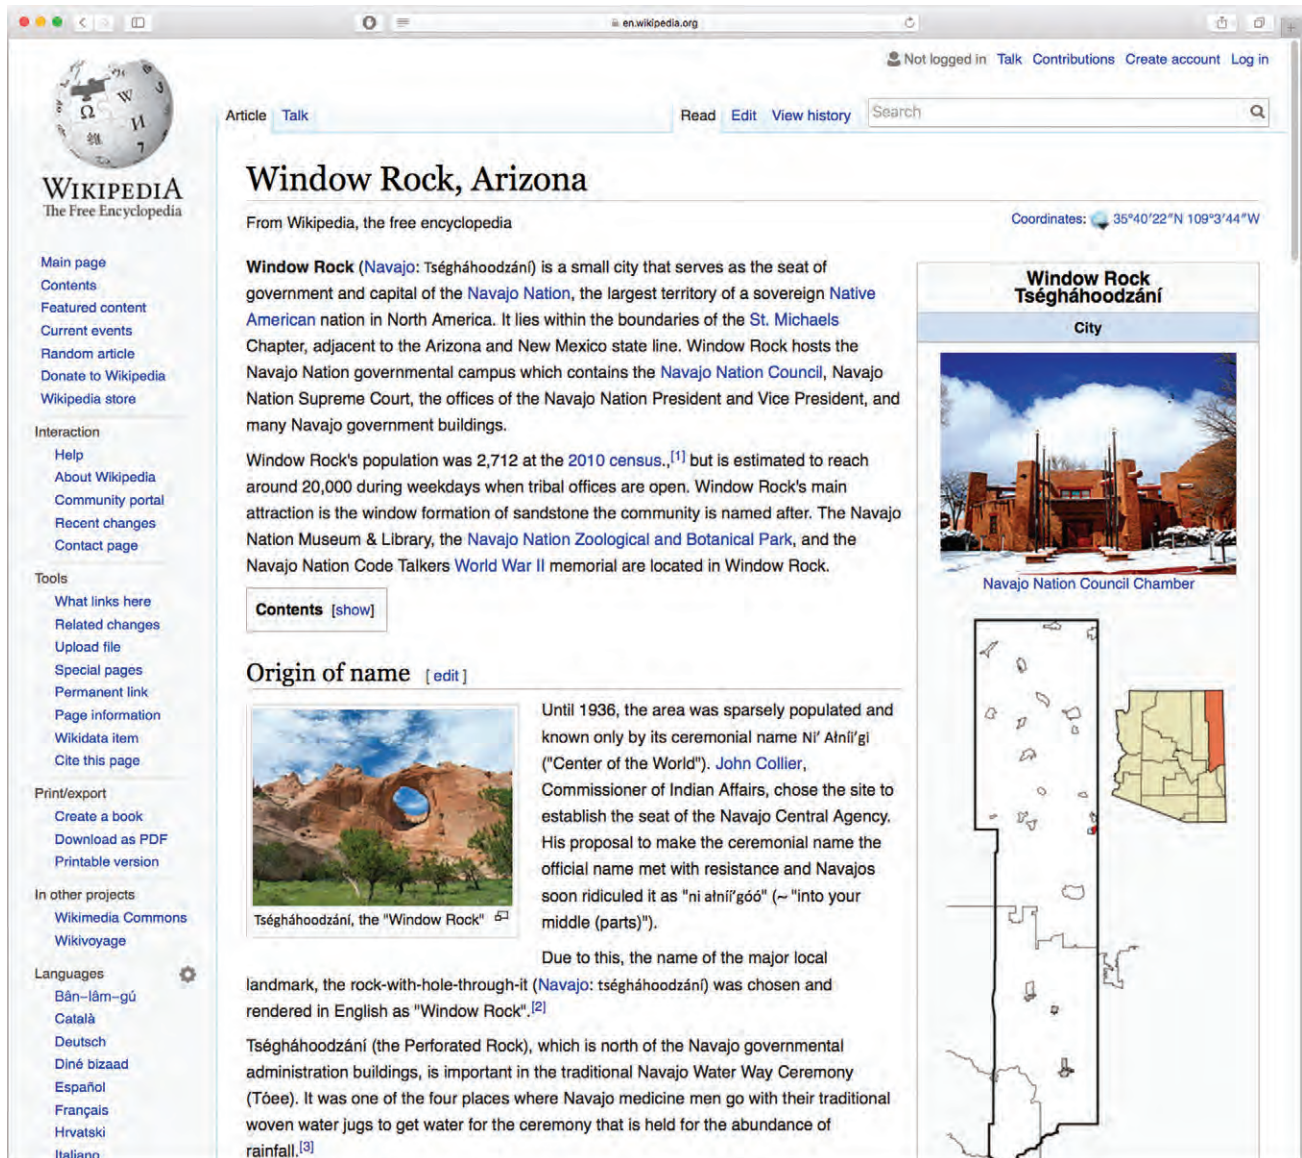 en.wikipedia.org
Not logged in Talk Contributions Create account Log in
Article Talk
Read Edit View history
Search
WIKIPEDIA
The Free Encyclopedia
Main page
Contents
Featured content
Current events
Random article
Donate to Wikipedia
Wikipedia store
Interaction
Help
About Wikipedia
Community portal
Recent changes
Contact page
Tools
What links here
Related changes
Upload file
Special pages
Permanent link
Page information
Wikidata item
Cite this page
Print/export
Create a book
Download as PDF
Printable version
In other projects
Wikimedia Commons
Wikivoyage
Languages
Bân-lâm-gú
Català
Deutsch
Diné bizaad
Español
Français
Hrvatski
Italiano
Window Rock, Arizona
From Wikipedia, the free encyclopedia
Coordinates: 35°40′22″N 109°3′44″W
Window Rock (Navajo: Tségháhoodzání) is a small city that serves as the seat of
government and capital of the Navajo Nation, the largest territory of a sovereign Native
American nation in North America. It lies within the boundaries of the St. Michaels
Chapter, adjacent to the Arizona and New Mexico state line. Window Rock hosts the
Navajo Nation governmental campus which contains the Navajo Nation Council, Navajo
Nation Supreme Court, the offices of the Navajo Nation President and Vice President, and
many Navajo government buildings.
Window Rock's population was 2,712 at the 2010 census.,[1] but is estimated to reach
around 20,000 during weekdays when tribal offices are open. Window Rock's main
attraction is the window formation of sandstone the community is named after. The Navajo
Nation Museum & Library, the Navajo Nation Zoological and Botanical Park, and the
Navajo Nation Code Talkers World War II memorial are located in Window Rock.
Contents [show]
Origin of name [ edit ]
Tségháhoodzání, the "Window Rock"
Until 1936, the area was sparsely populated and
known only by its ceremonial name Niʼ Ałníiʼgi
("Center of the World"). John Collier,
Commissioner of Indian Affairs, chose the site to
establish the seat of the Navajo Central Agency.
His proposal to make the ceremonial name the
official name met with resistance and Navajos
soon ridiculed it as "ni ałníiʼgóó" (~ "into your
middle (parts)").
Due to this, the name of the major local
landmark, the rock-with-hole-through-it (Navajo: tségháhoodzání) was chosen and
rendered in English as "Window Rock".[2]
Tségháhoodzání (the Perforated Rock), which is north of the Navajo governmental
administration buildings, is important in the traditional Navajo Water Way Ceremony
(Tóee). It was one of the four places where Navajo medicine men go with their traditional
woven water jugs to get water for the ceremony that is held for the abundance of
rainfall.[3]
Window Rock
Tségháhoodzání
City
Navajo Nation Council Chamber